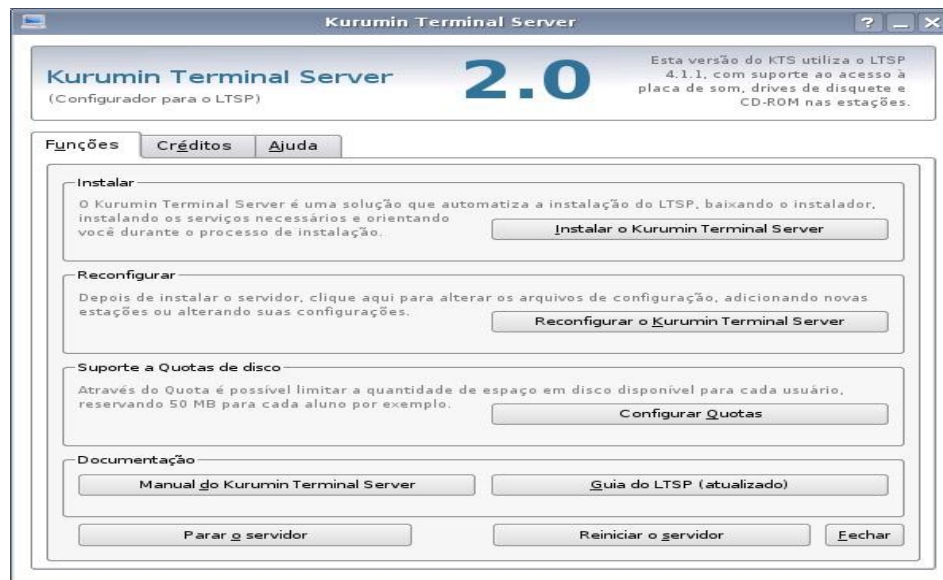 Kurumin Terminal Server
Kurumin Terminal Server
(Configurador para o LTSP)
2.0
Esta versão do KTS utiliza o LTSP
4.1.1, com suporte ao acesso à
placa de som, drives de disquete e
CD-ROM nas estações.
Funções Créditos Ajuda
Instalar
O Kurumin Terminal Server é uma solução que automatiza a instalação do LTSP, baixando o instalador,
instalando os serviços necessários e orientando
você durante o processo de instalação.
Instalar o Kurumin Terminal Server
Reconfigurar
Depois de instalar o servidor, clique aqui para alterar os arquivos de configuração, adicionando novas
estações ou alterando suas configurações.
Reconfigurar o Kurumin Terminal Server
Suporte a Quotas de disco
Através do Quota é possível limitar a quantidade de espaço em disco disponível para cada usuário,
reservando 50 MB para cada aluno por exemplo.
Configurar Quotas
Documentação
Manual do Kurumin Terminal Server
Guia do LTSP (atualizado)
Parar o servidor
Reiniciar o servidor
Fechar